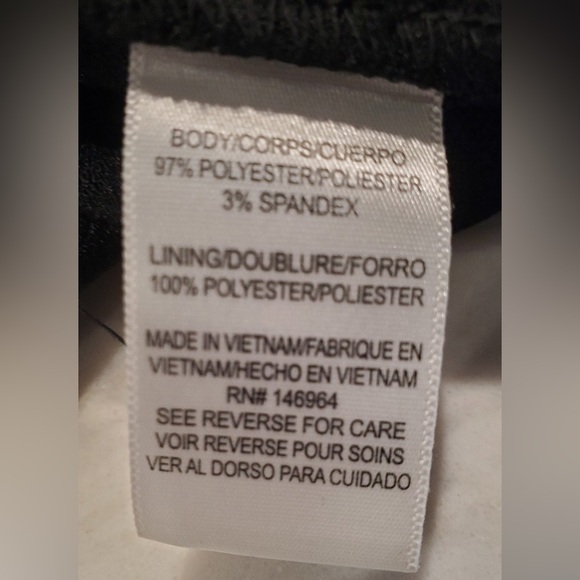 BODY/CORPS/CUERPO
97% POLYESTER/POLIESTER
3% SPANDEX
LINING/DOUBLURE/FORRO
100% POLYESTER/POLIESTER
MADE IN VIETNAM/FABRIQUE EN
VIETNAM/HECHO EN VIETNAM
RN# 146964
SEE REVERSE FOR CARE
VOIR REVERSE POUR SOINS
VER AL DORSO PARA CUIDADO